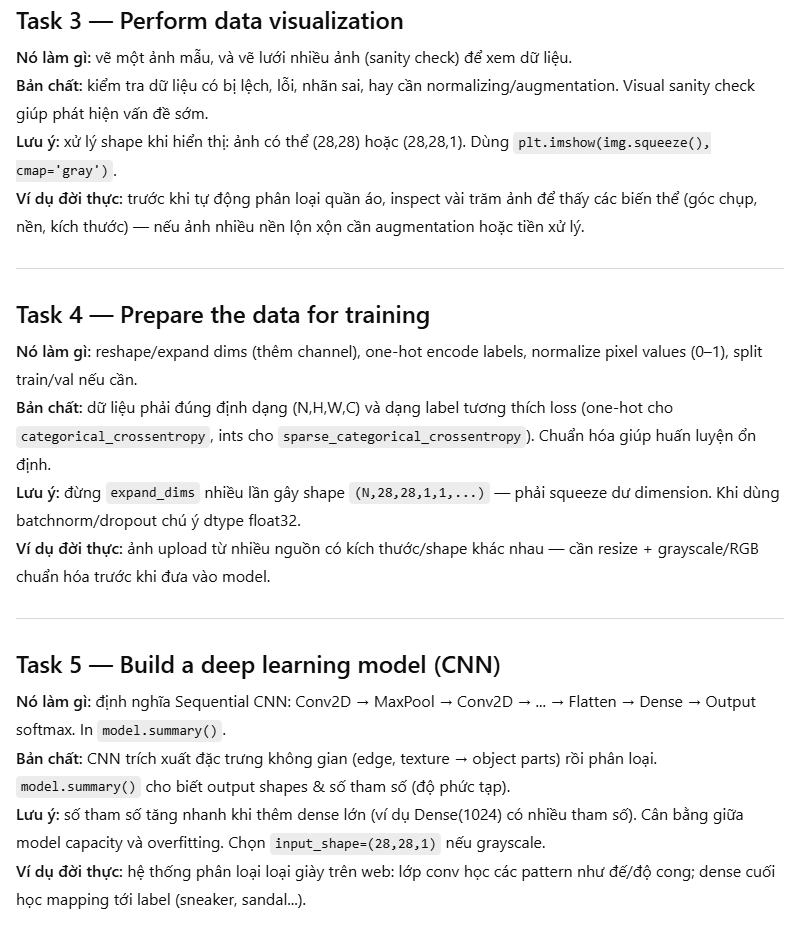 Task 3 — Perform data visualization
Nó làm gì: vẽ một ảnh mẫu, và vẽ lưới nhiều ảnh (sanity check) để xem dữ liệu.
Bản chất: kiểm tra dữ liệu có bị lệch, lỗi, nhãn sai, hay cần normalizing/augmentation. Visual sanity check
giúp phát hiện vấn đề sớm.
Lưu ý: xử lý shape khi hiển thị: ảnh có thể (28,28) hoặc (28,28,1). Dùng plt.imshow(img.squeeze(),
cmap='gray').
Ví dụ đời thực: trước khi tự động phân loại quần áo, inspect vài trăm ảnh để thấy các biến thể (góc chụp,
nền, kích thước) — nếu ảnh nhiều nền lộn xộn cần augmentation hoặc tiền xử lý.
Task 4 — Prepare the data for training
Nó làm gì: reshape/expand dims (thêm channel), one-hot encode labels, normalize pixel values (0–1), split
train/val nếu cần.
Bản chất: dữ liệu phải đúng định dạng (N,H,W,C) và dạng label tương thích loss (one-hot cho
categorical_crossentropy, ints cho sparse_categorical_crossentropy). Chuẩn hóa giúp huấn luyện ổn
định.
Lưu ý: đừng expand_dims nhiều lần gây shape (N,28,28,1,1,...) — phải squeeze dư dimension. Khi dùng
batchnorm/dropout chú ý dtype float32.
Ví dụ đời thực: ảnh upload từ nhiều nguồn có kích thước/shape khác nhau — cần resize + grayscale/RGB
chuẩn hóa trước khi đưa vào model.
Task 5 — Build a deep learning model (CNN)
Nó làm gì: định nghĩa Sequential CNN: Conv2D → MaxPool → Conv2D → ... → Flatten → Dense → Output
softmax. In model.summary().
Bản chất: CNN trích xuất đặc trưng không gian (edge, texture → object parts) rồi phân loại.
model.summary() cho biết output shapes & số tham số (độ phức tạp).
Lưu ý: số tham số tăng nhanh khi thêm dense lớn (ví dụ Dense(1024) có nhiều tham số). Cân bằng giữa
model capacity và overfitting. Chọn input_shape=(28,28,1) nếu grayscale.
Ví dụ đời thực: hệ thống phân loại loại giày trên web: lớp conv học các pattern như đế/độ cong; dense cuối
học mapping tới label (sneaker, sandal...).